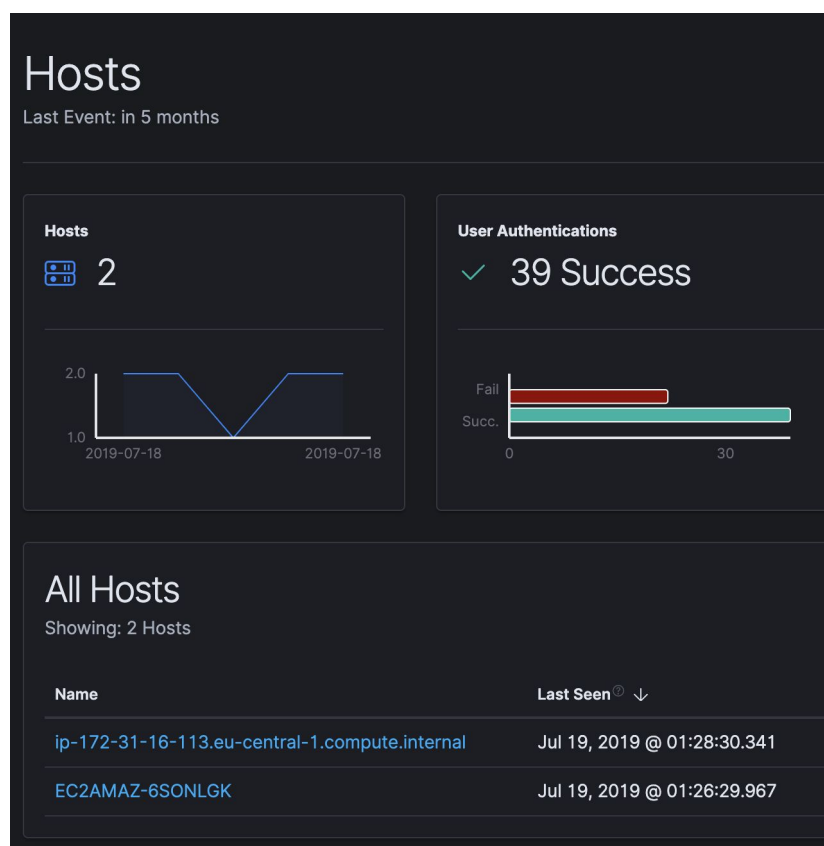 Hosts
Last Event: in 5 months
Hosts
2
2.0
1.0
2019-07-18 2019-07-18
User Authentications
39 Success
Fail
Succ.
0 30
All Hosts
Showing: 2 Hosts
Name Last Seen
ip-172-31-16-113.eu-central-1.compute.internal Jul 19, 2019 @ 01:28:30.341
EC2AMAZ-6SONLGK Jul 19, 2019 @ 01:26:29.967